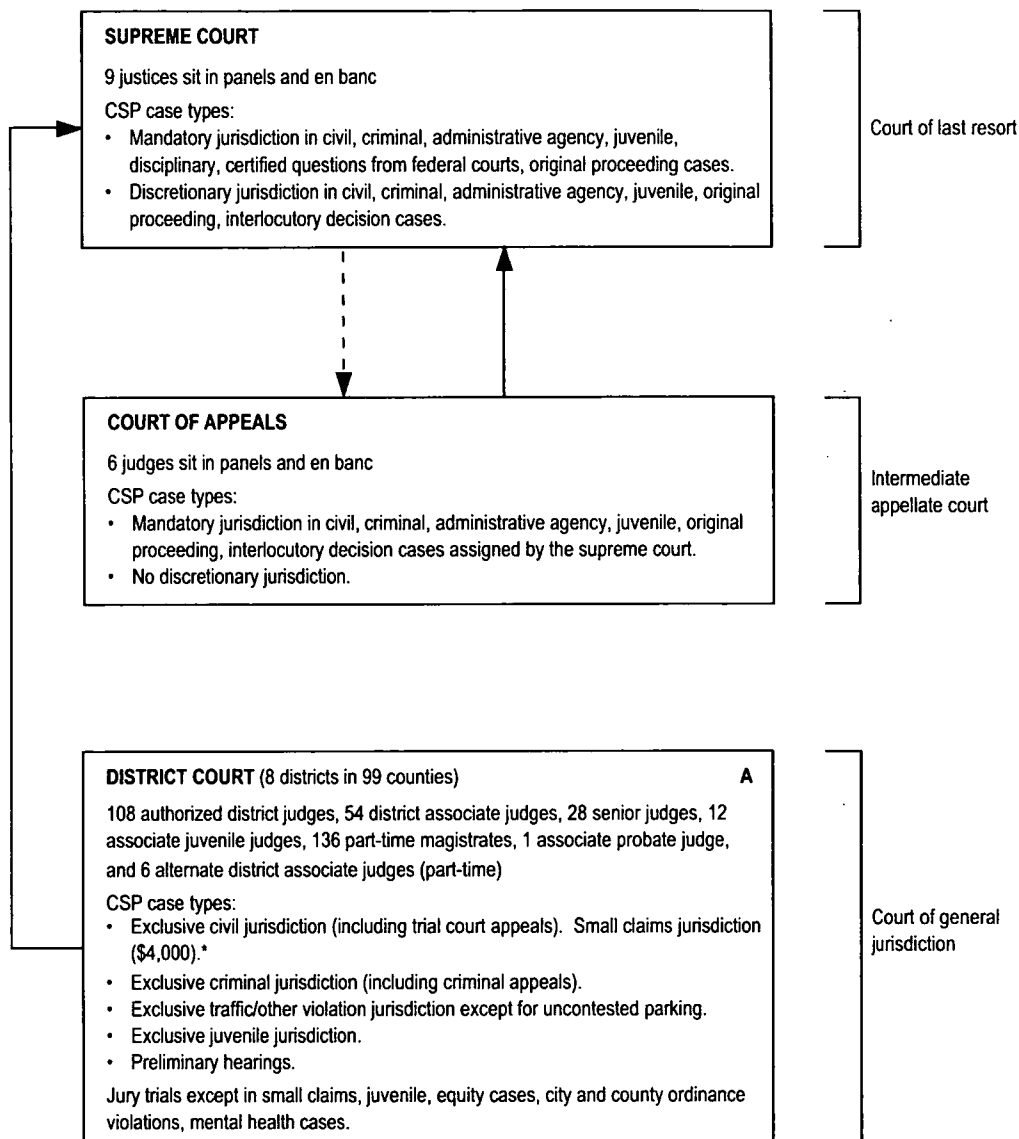 SUPREME COURT
9 justices sit in panels and en banc
CSP case types:
• Mandatory jurisdiction in civil, criminal, administrative agency, juvenile,
disciplinary, certified questions from federal courts, original proceeding cases.
• Discretionary jurisdiction in civil, criminal, administrative agency, juvenile, original
proceeding, interlocutory decision cases.
Court of last resort
COURT OF APPEALS
6 judges sit in panels and en banc
CSP case types:
• Mandatory jurisdiction in civil, criminal, administrative agency, juvenile, original
proceeding, interlocutory decision cases assigned by the supreme court.
• No discretionary jurisdiction.
Intermediate
appellate court
DISTRICT COURT (8 districts in 99 counties) A
108 authorized district judges, 54 district associate judges, 28 senior judges, 12
associate juvenile judges, 136 part-time magistrates, 1 associate probate judge,
and 6 alternate district associate judges (part-time)
CSP case types:
• Exclusive civil jurisdiction (including trial court appeals). Small claims jurisdiction
($4,000).*
• Exclusive criminal jurisdiction (including criminal appeals).
• Exclusive traffic/other violation jurisdiction except for uncontested parking.
• Exclusive juvenile jurisdiction.
• Preliminary hearings.
Jury trials except in small claims, juvenile, equity cases, city and county ordinance
violations, mental health cases.
Court of general
jurisdiction